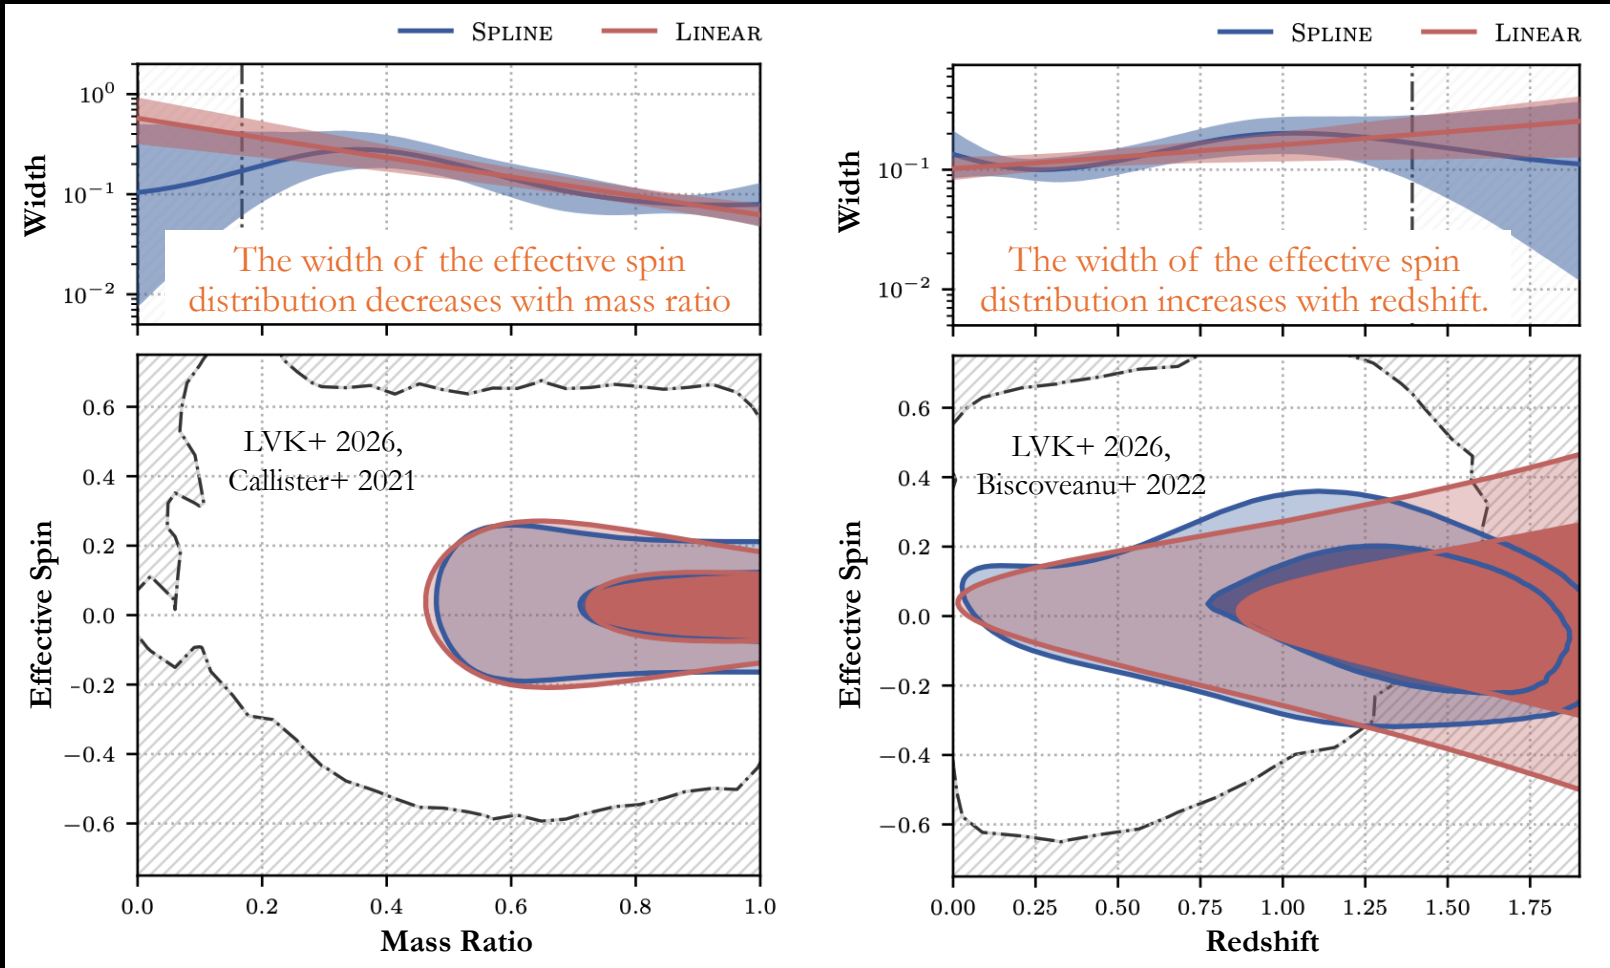 SPLINE LINEAR
10⁰
10⁻¹
10⁻²
Width
The width of the effective spin
distribution decreases with mass ratio
0.6
0.4
0.2
0.0
-0.2
−0.4
−0.6
Effective Spin
LVK+ 2026,
Callister+ 2021
0.0 0.2 0.4 0.6 0.8 1.0
Mass Ratio
SPLINE LINEAR
10⁻¹
10⁻²
Width
The width of the effective spin
distribution increases with redshift.
0.6
0.4
0.2
0.0
−0.2
−0.4
−0.6
Effective Spin
LVK+ 2026,
Biscoveanu+ 2022
0.00 0.25 0.50 0.75 1.00 1.25 1.50 1.75
Redshift